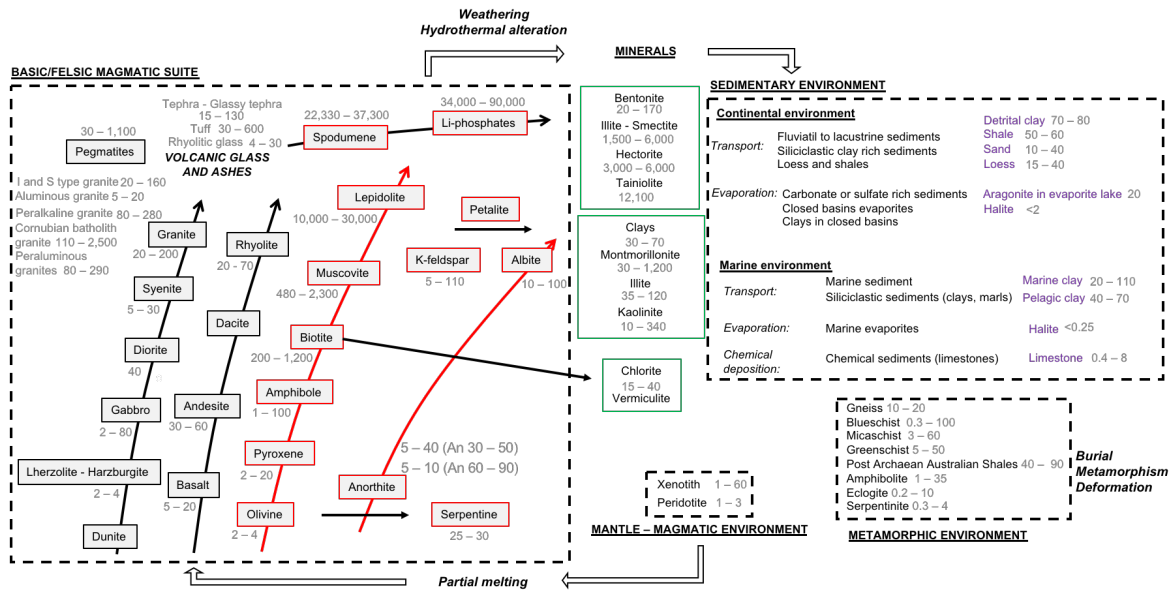 Weathering
Hydrothermal alteration
BASIC/FELSIC MAGMATIC SUITE
MINERALS
SEDIMENTARY ENVIRONMENT
Tephra - Glassy tephra
15 – 130
Tuff 30 – 600
Rhyolitic glass 4 – 30
VOLCANIC GLASS
AND ASHES
30 – 1,100
Pegmatites
22,330 – 37,300
Spodumene
34,000 – 90,000
Li-phosphates
I and S type granite 20 – 160
Aluminous granite 5 – 20
Peralkaline granite 80 – 280
Cornubian batholith
granite 110 – 2,500
Peraluminous
granites 80 – 290
Granite
20 – 200
Syenite
5 – 30
Diorite
40
Gabbro
2 – 80
Lherzolite - Harzburgite
2 – 4
Dunite
Rhyolite
20 - 70
Dacite
Andesite
30 – 60
Basalt
5 – 20
Lepidolite
10,000 – 30,000
Muscovite
480 – 2,300
Biotite
200 – 1,200
Amphibole
1 – 100
Pyroxene
2 – 20
Olivine
2 – 4
Petalite
K-feldspar
5 – 110
Albite
10 – 100
5 – 40 (An 30 – 50)
5 – 10 (An 60 – 90)
Anorthite
Serpentine
25 – 30
Bentonite
20 – 170
Illite - Smectite
1,500 – 6,000
Hectorite
3,000 – 6,000
Tainiolite
12,100
Clays
30 – 70
Montmorillonite
30 – 1,200
Illite
35 – 120
Kaolinite
10 – 340
Chlorite
15 – 40
Vermiculite
Continental environment
Transport:
Fluviatil to lacustrine sediments
Siliciclastic clay rich sediments
Loess and shales
Detrital clay 70 – 80
Shale 50 – 60
Sand 10 – 40
Loess 15 – 40
Evaporation: Carbonate or sulfate rich sediments Aragonite in evaporite lake 20
Closed basins evaporites Halite <2
Clays in closed basins
Marine environment
Transport: Marine sediment Marine clay 20 – 110
Siliciclastic sediments (clays, marls) Pelagic clay 40 – 70
Evaporation: Marine evaporites Halite <0.25
Chemical
deposition: Chemical sediments (limestones) Limestone 0.4 – 8
Gneiss 10 – 20
Blueschist 0.3 – 100
Micaschist 3 – 60
Greenschist 5 – 50
Post Archaean Australian Shales 40 – 90
Amphibolite 1 – 35
Eclogite 0.2 – 10
Serpentinite 0.3 – 4
Burial
Metamorphism
Deformation
METAMORPHIC ENVIRONMENT
Xenotith 1 – 60
Peridotite 1 – 3
MANTLE – MAGMATIC ENVIRONMENT
Partial melting